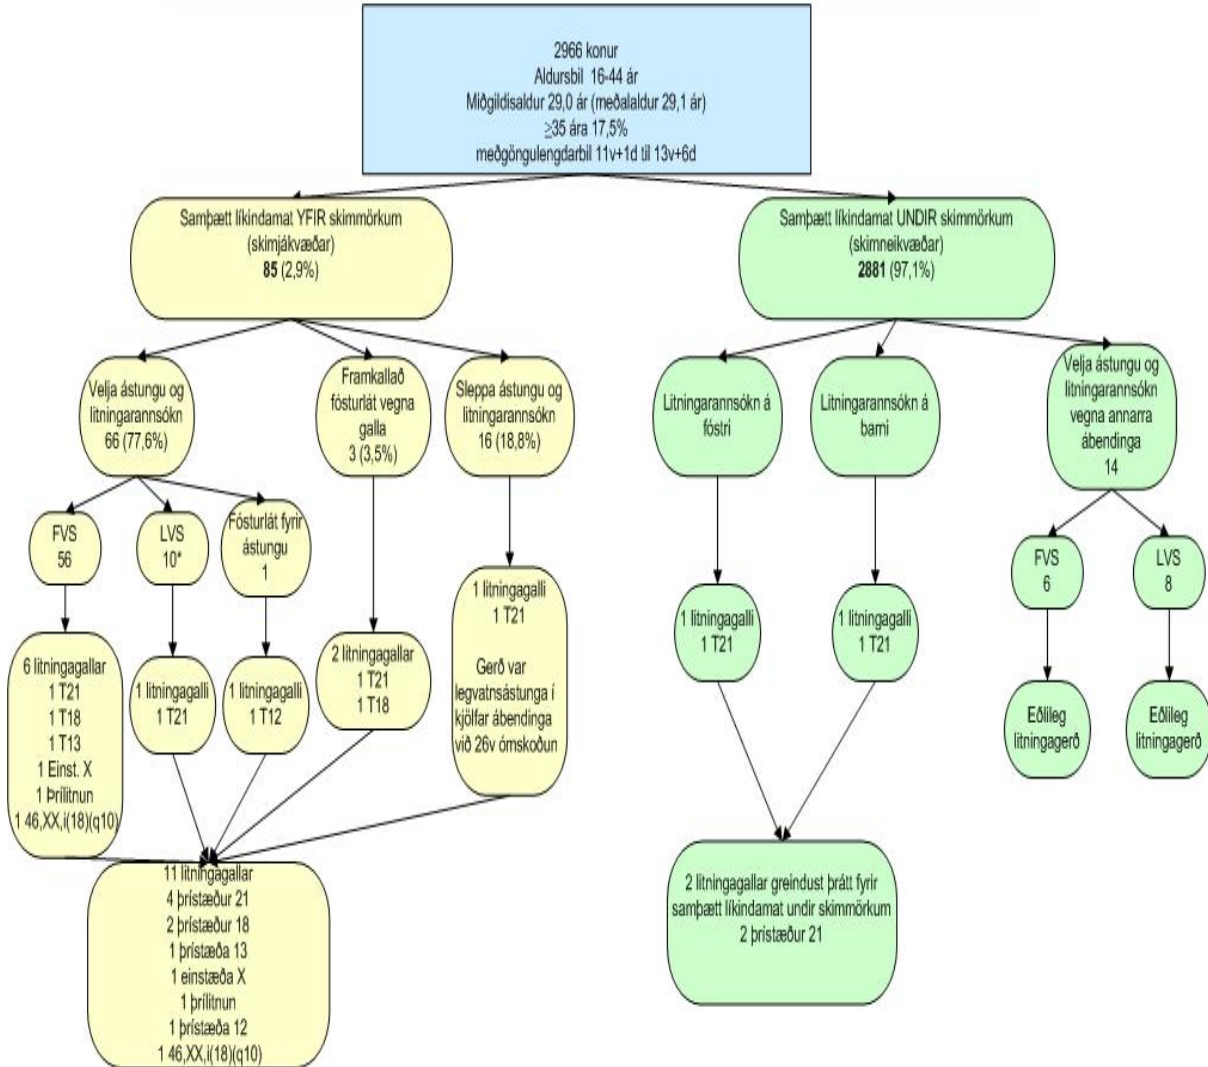 2966 konur
Aldursbil 16-44 ár
Miðgildisaldur 29,0 ár (meðalaldur 29,1 ár)
≥35 ára 17,5%
meðgöngulengdarbil 11v+1d til 13v+6d
Samþætt líkindamat YFIR skimmörkum
(skimjákvæðar)
85 (2,9%)
Samþætt líkindamat UNDIR skimmörkum
(skimneikvæðar)
2881 (97,1%)
Velja ástungu og
litningarannsókn
66 (77,6%)
Framkallað
fósturlát vegna
galla
3 (3,5%)
Sleppa ástungu og
litningarannsókn
16 (18,8%)
Litningarannsókn á
fóstri
Litningarannsókn á
barni
Velja ástungu og
litningarannsókn
vegna annarra
ábendinga
14
FVS
56
LVS
10*
Fósturlát fyrir
ástungu
1
FVS
6
LVS
8
6 litningagallar
1 T21
1 T18
1 T13
1 Einst. X
1 Þrílitnun
1 46,XX,i(18)(q10)
1 litningagalli
1 T21
1 litningagalli
1 T12
2 litningagallar
1 T21
1 T18
1 litningagalli
1 T21
Gerð var
legvatnsástunga í
kjölfar ábendinga
við 26v ómskoðun
1 litningagalli
1 T21
1 litningagalli
1 T21
Eðlileg
litningagerð
Eðlileg
litningagerð
11 litningagallar
4 þrístæður 21
2 þrístæður 18
1 þrístæða 13
1 einstæða X
1 þrílitnun
1 þrístæða 12
1 46,XX,i(18)(q10)
2 litningagallar greindust þrátt fyrir
samþætt líkindamat undir skimmörkum
2 þrístæður 21